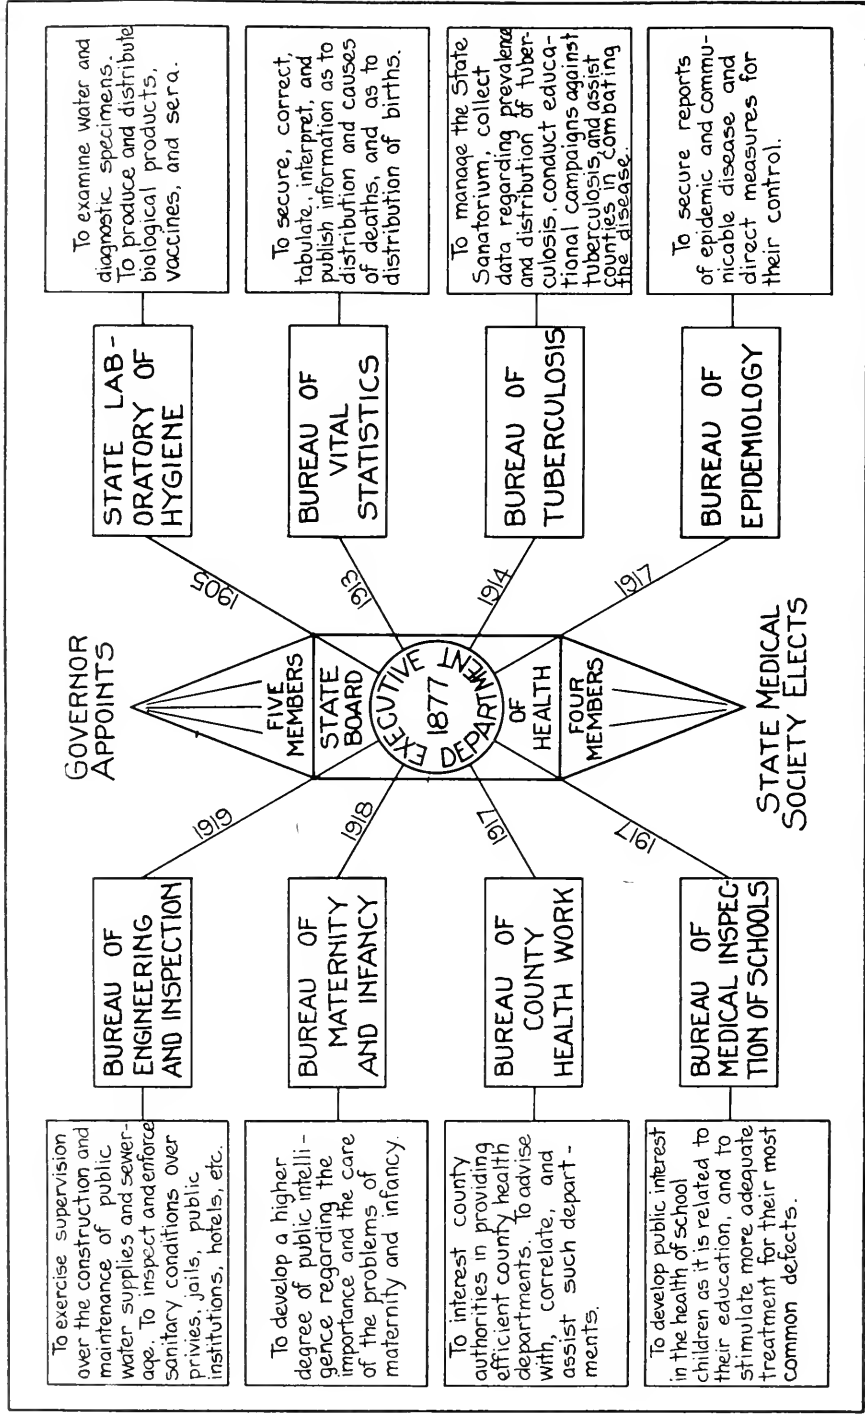 GOVERNOR
APPOINTS
FIVE
MEMBERS
STATE
BOARD
EXECUTIVE
1877
DEPARTMENT
OF
HEALTH
FOUR
MEMBERS
STATE MEDICAL
SOCIETY ELECTS
1919
BUREAU OF
ENGINEERING
AND INSPECTION
To exercise supervision
over the construction and
maintenance of public
water supplies and sewer-
age. To inspect and enforce
sanitary conditions over
privies, jails, public
institutions, hotels, etc.
1918
BUREAU OF
MATERNITY
AND INFANCY
To develop a higher
degree of public intelli-
gence regarding the
importance and the care
of the problems of
maternity and infancy.
1917
BUREAU OF
COUNTY
HEALTH WORK
To interest county
authorities in providing
efficient county health
departments. To advise
with, correlate, and
assist such depart-
ments.
1917
BUREAU OF
MEDICAL INSPEC-
TION OF SCHOOLS
To develop public interest
in the health of school
children as it is related to
their education, and to
stimulate more adequate
treatment for their most
common defects.
1905
STATE LAB-
ORATORY OF
HYGIENE
To examine water and
diagnostic specimens.
To produce and distribute
biological products,
vaccines, and sera.
1913
BUREAU OF
VITAL
STATISTICS
To secure, correct,
tabulate, interpret, and
publish information as to
distribution and causes
of deaths, and as to
distribution of births.
1914
BUREAU OF
TUBERCULOSIS
To manage the State
Sanatorium, collect
data regarding prevalence
and distribution of tuber-
culosis, conduct educa-
tional campaigns against
tuberculosis, and assist
counties in combating
the disease.
1917
BUREAU OF
EPIDEMIOLOGY
To secure reports
of epidemic and commu-
nicable disease and
direct measures for
their control.